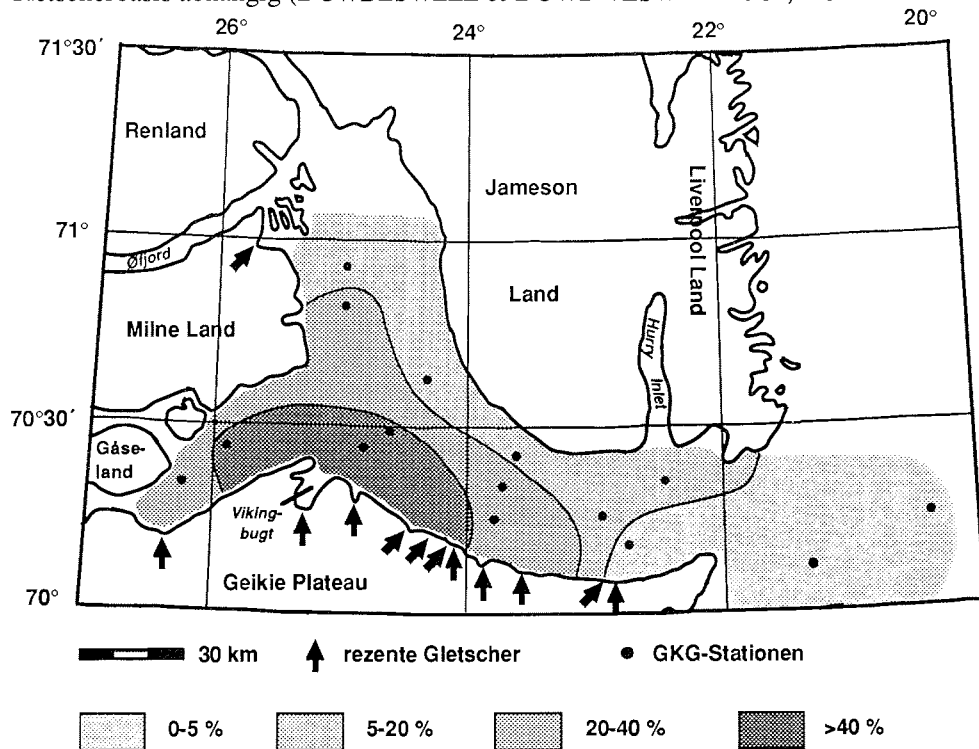 26° 24° 22° 20°
71°30´
Renland
Jameson
Liverpool Land
71°
Øfjord
Land
Milne Land
Hurry Inlet
70°30´
Gåse-
land
Viking-
bugt
Geikie Plateau
70°
30 km rezente Gletscher GKG-Stationen
0-5 % 5-20 % 20-40 % >40 %